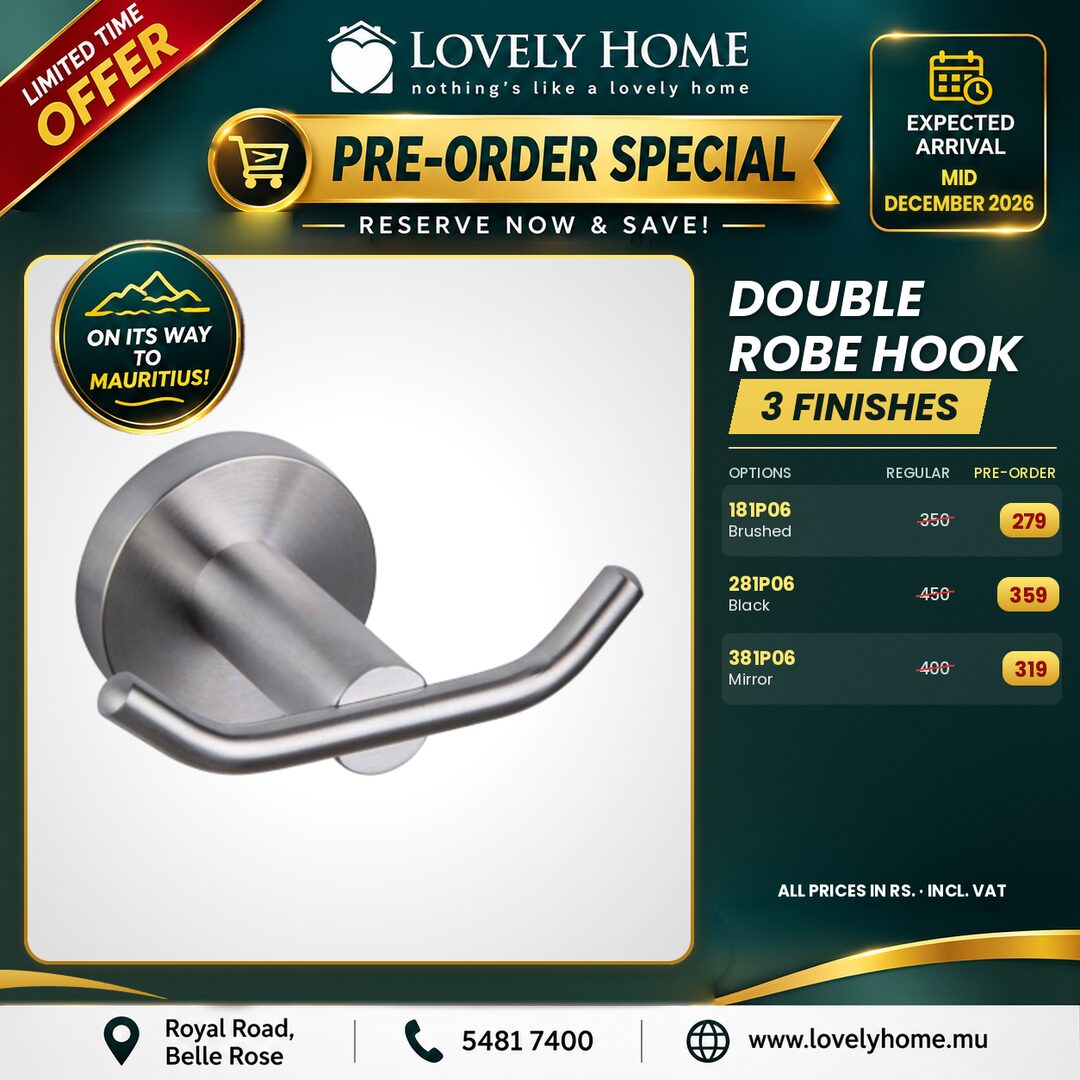 LIMITED TIME
OFFER
LOVELY HOME
nothing's like a lovely home
PRE-ORDER SPECIAL
RESERVE NOW & SAVE!
EXPECTED
ARRIVAL
MID
DECEMBER 2026
ON ITS WAY
TO
MAURITIUS!
DOUBLE
ROBE HOOK
3 FINISHES
OPTIONS REGULAR PRE-ORDER
181P06
Brushed 350 279
281P06
Black 450 359
381P06
Mirror 400 319
ALL PRICES IN RS. · INCL. VAT
Royal Road,
Belle Rose
5481 7400
www.lovelyhome.mu